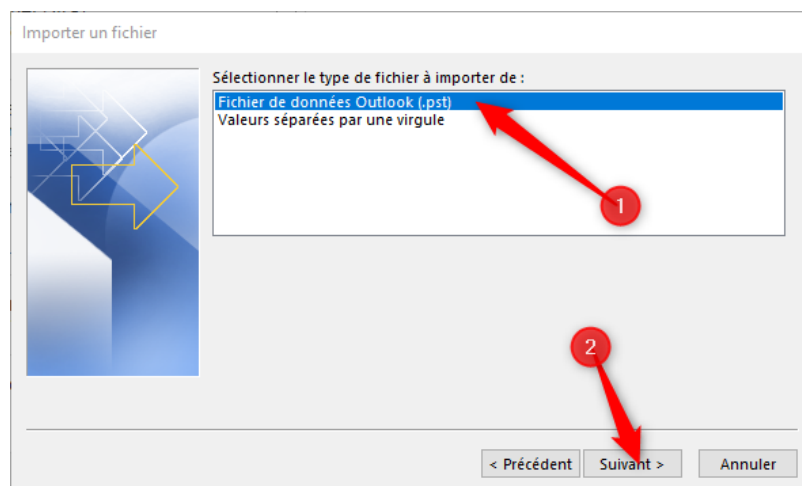 Importer un fichier
Sélectionner le type de fichier à importer de :
Fichier de données Outlook (.pst)
Valeurs séparées par une virgule
1
2
< Précédent Suivant > Annuler